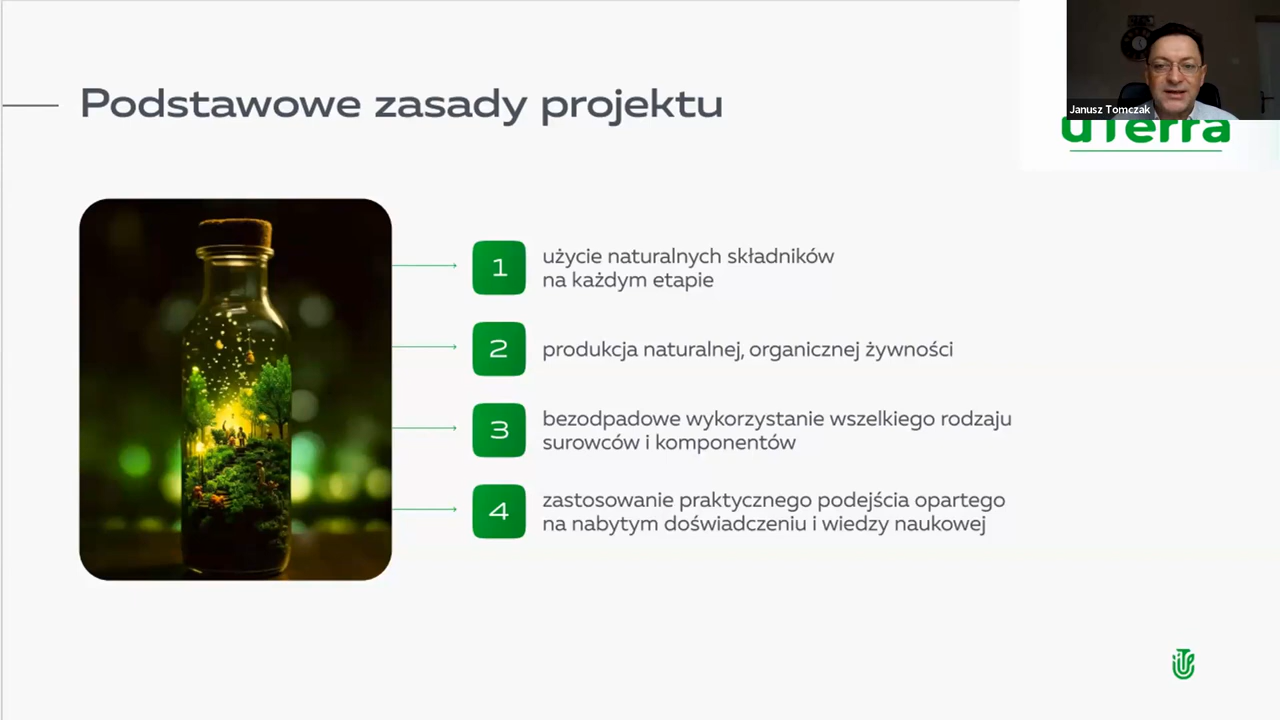 Podstawowe zasady projektu
Janusz Tomczak
uTerra
1
użycie naturalnych składników
na każdym etapie
2
produkcja naturalnej, organicznej żywności
3
bezodpadowe wykorzystanie wszelkiego rodzaju
surowców i komponentów
4
zastosowanie praktycznego podejścia opartego
na nabytym doświadczeniu i wiedzy naukowej